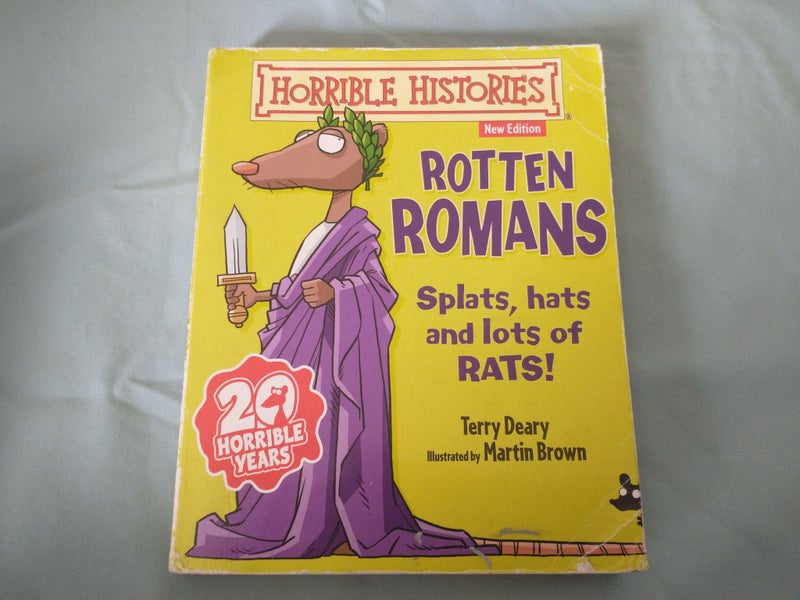 HORRIBLE HISTORIES
New Edition
ROTTEN
ROMANS
Splats, hats
and lots of
RATS!
20
HORRIBLE
YEARS
Terry Deary
Illustrated by Martin Brown